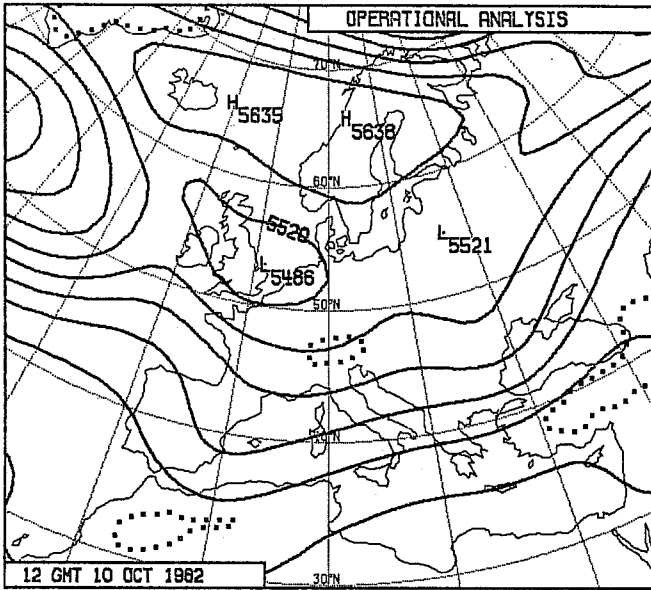 OPERATIONAL ANALYSIS
70°N
H 5635
H 5638
60°N
5520
L 5521
L 5486
50°N
40°N
12 GMT 10 OCT 1982
30°N